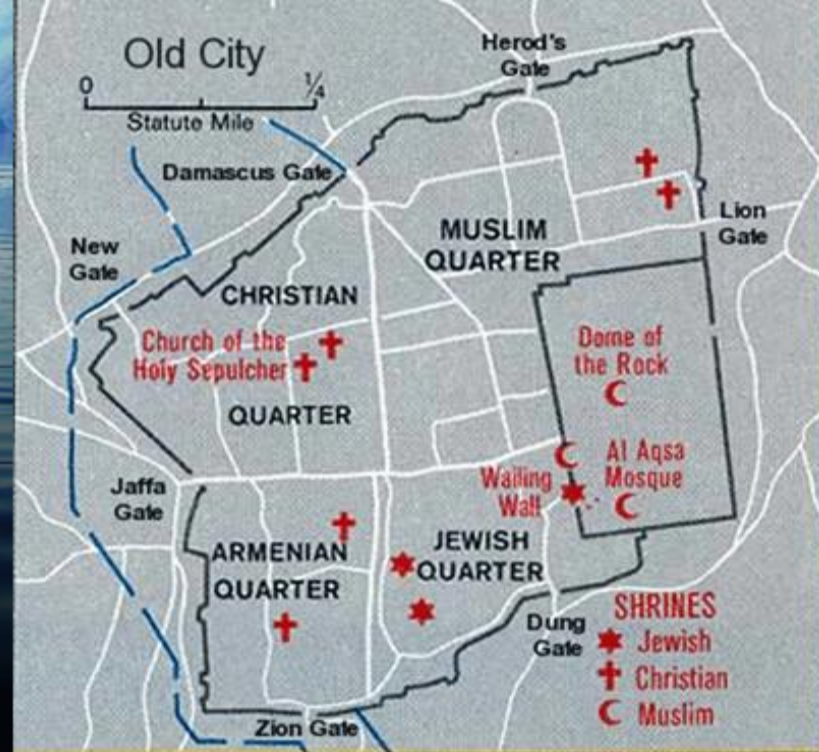 Old City
0 1/4
Statute Mile
Herod's
Gate
Damascus Gate
New
Gate
Lion
Gate
MUSLIM
QUARTER
CHRISTIAN
Church of the
Holy Sepulcher
QUARTER
Dome of
the Rock
Al Aqsa
Mosque
Wailing
Wall
Jaffa
Gate
ARMENIAN
QUARTER
JEWISH
QUARTER
Dung
Gate
Zion Gate
SHRINES
Jewish
Christian
Muslim